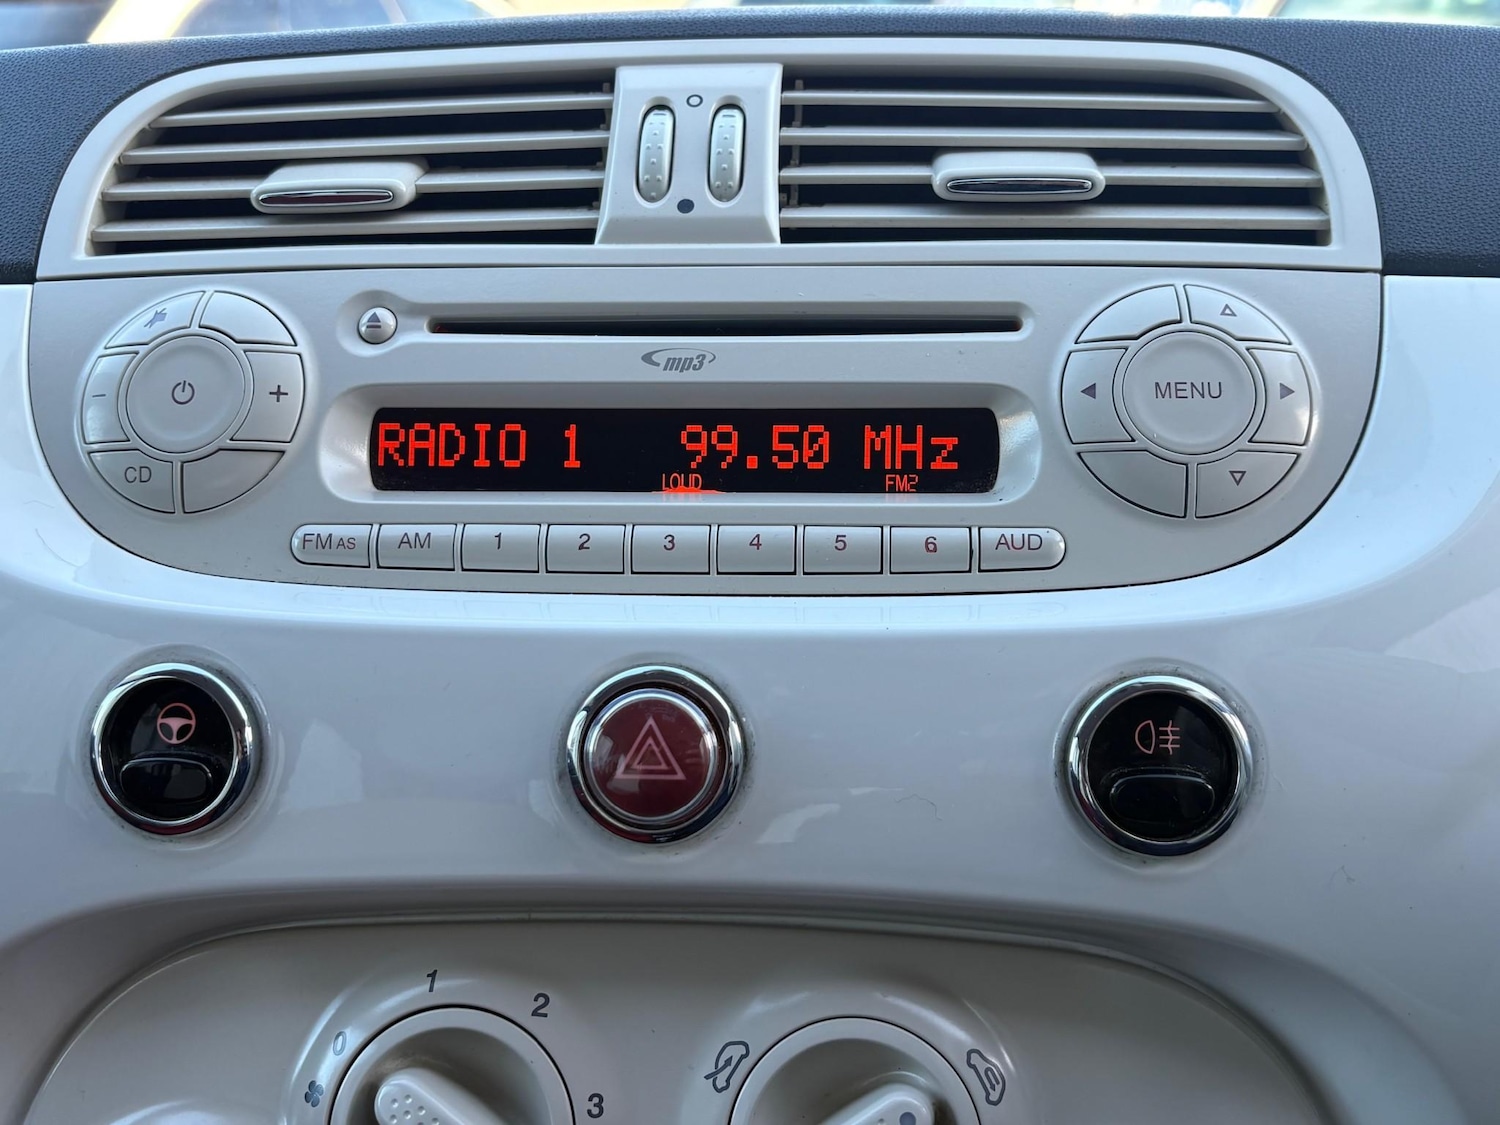 mp3
- + CD
RADIO 1 99.50 MHz
LOUD FM2
MENU
FM AS AM 1 2 3 4 5 6 AUD
0 1 2 3